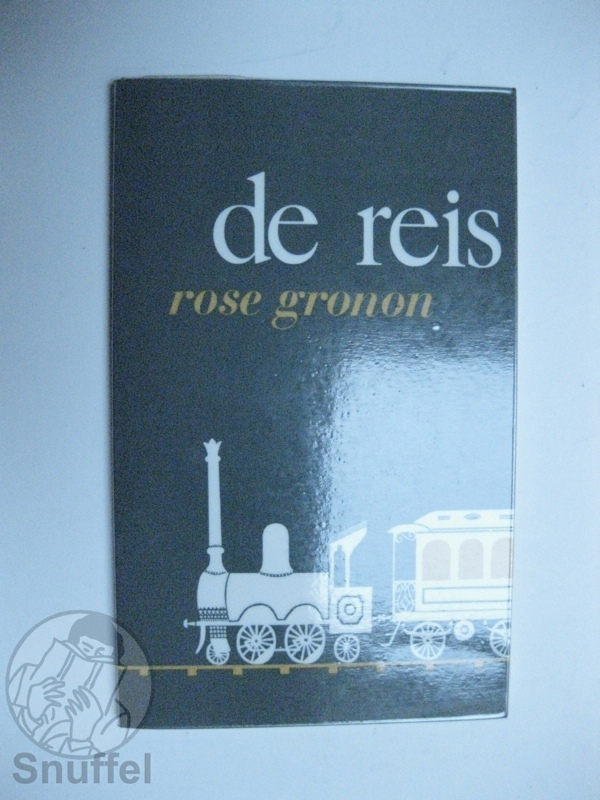 de reis
rose gronon
Snuffel